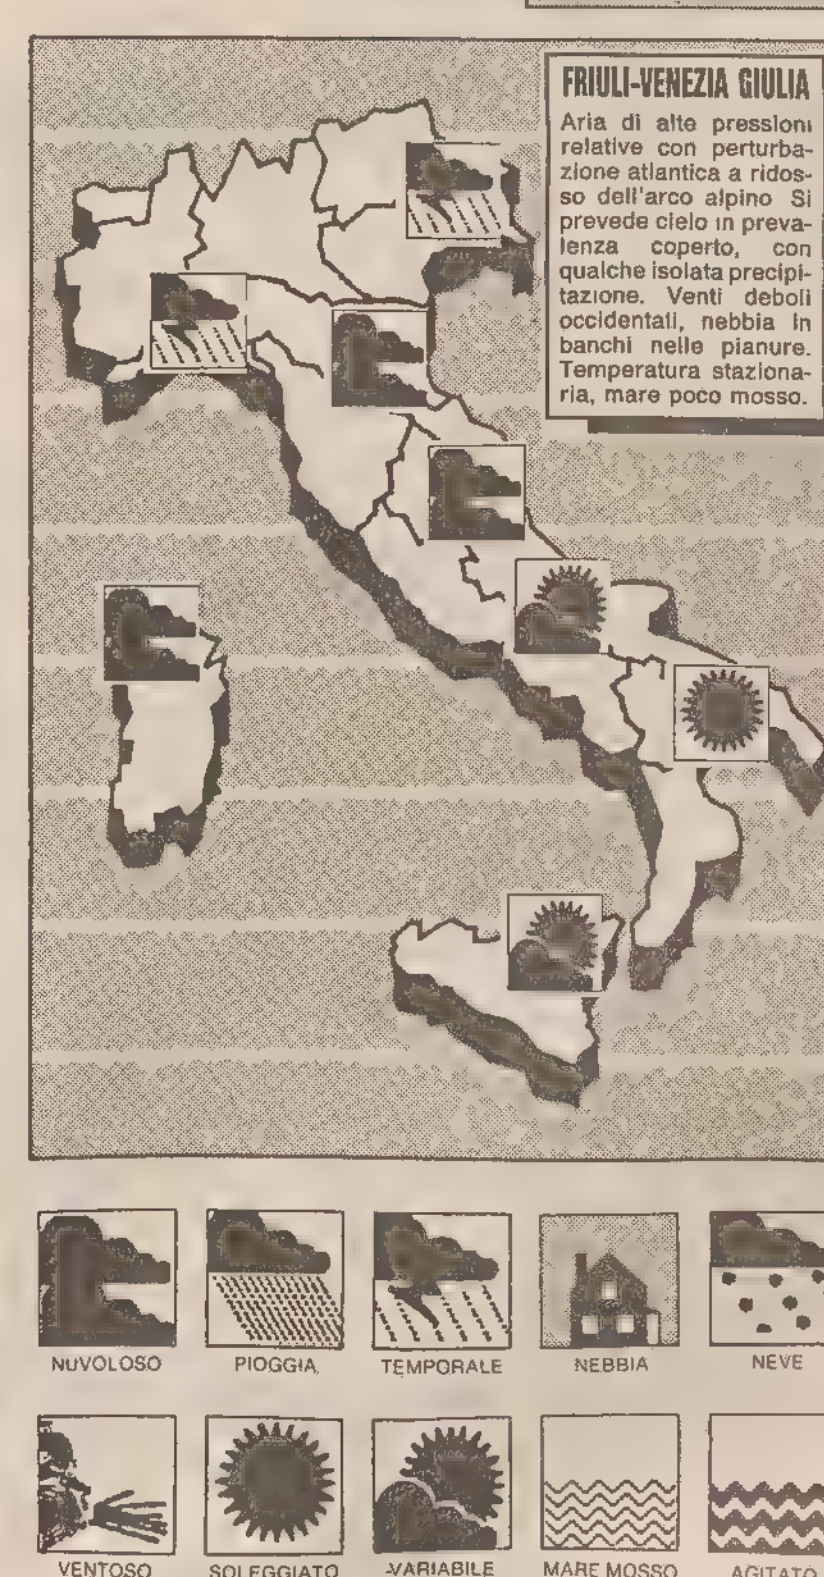 FRIULI-VENEZIA GIULIA
Aria di alte pressioni
relative con perturba-
zione atlantica a ridos-
so dell'arco alpino Si
prevede cielo in preva-
lenza coperto, con
qualche isolata precipi-
tazione. Venti deboli
occidentali, nebbia in
banchi nelle pianure.
Temperatura staziona-
ria, mare poco mosso.
NUVOLOSO PIOGGIA TEMPORALE NEBBIA NEVE
VENTOSO SOLEGGIATO VARIABILE MARE MOSSO AGITATO